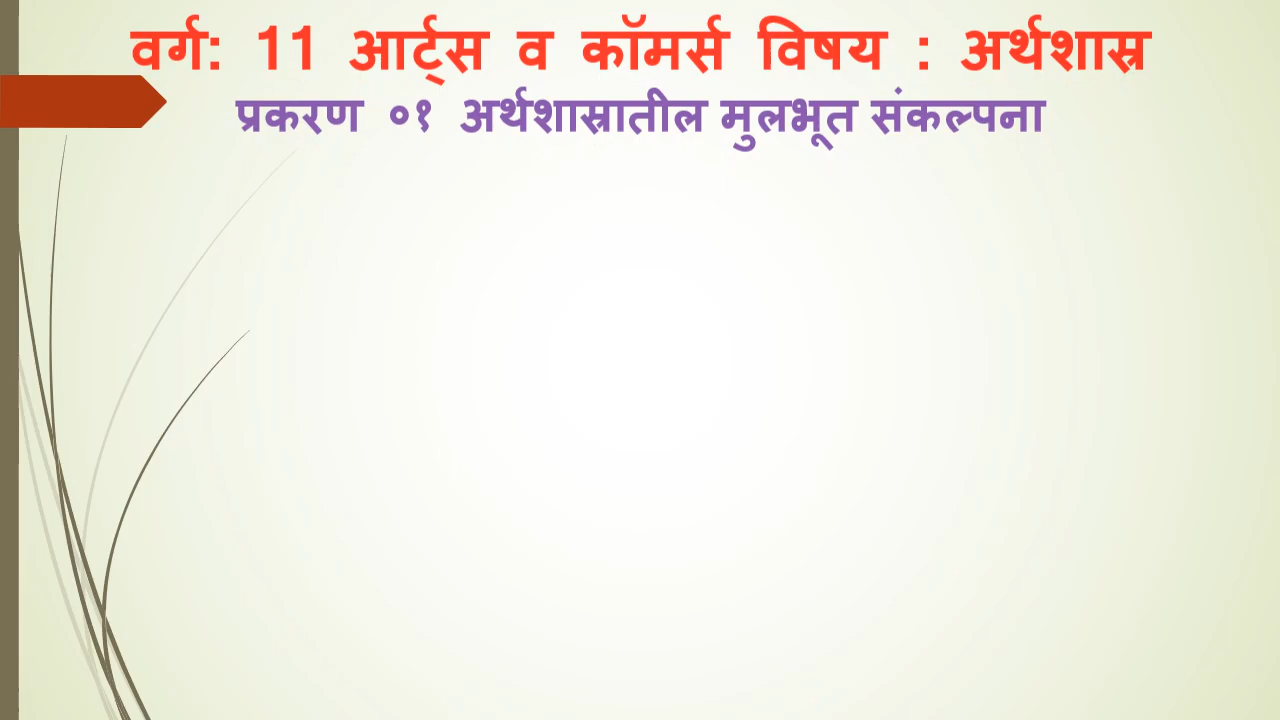 वर्ग: 11 आर्ट्स व कॉमर्स विषय : अर्थशास्र
प्रकरण ०१ अर्थशास्रातील मुलभूत संकल्पना